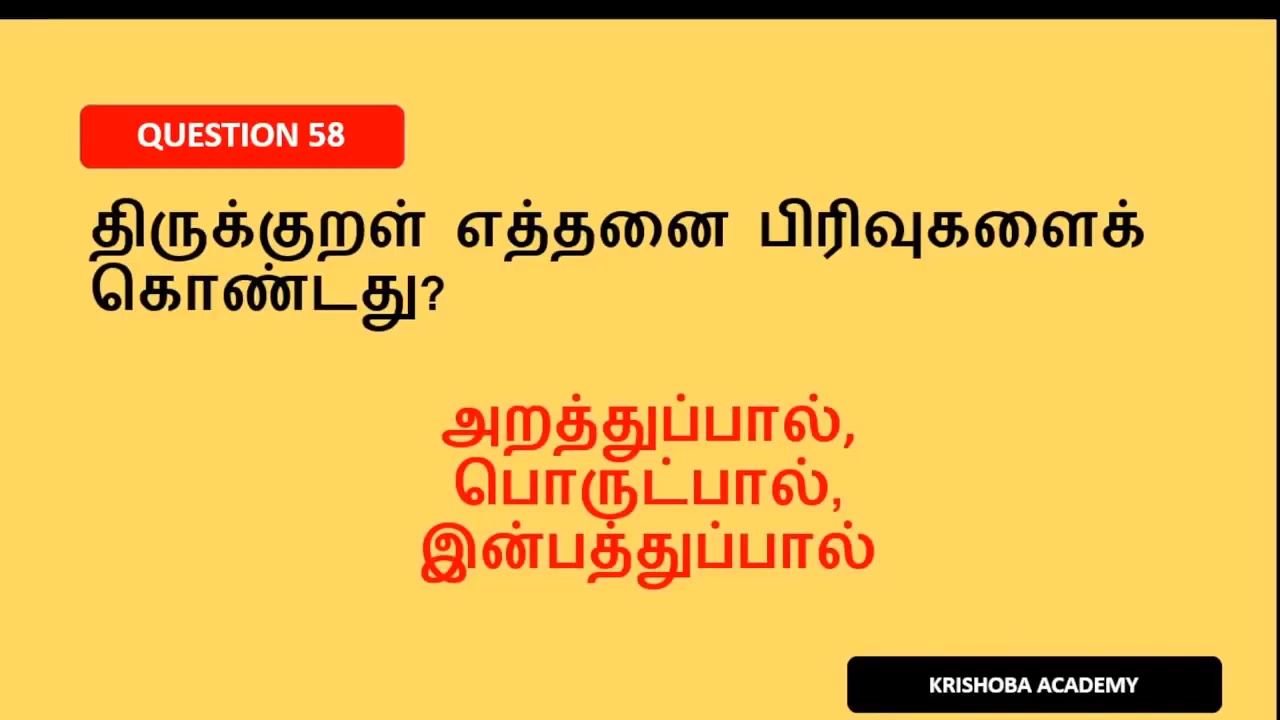 QUESTION 58
திருக்குறள் எத்தனை பிரிவுகளைக்
கொண்டது?
அறத்துப்பால்,
பொருட்பால்,
இன்பத்துப்பால்
KRISHOBA ACADEMY